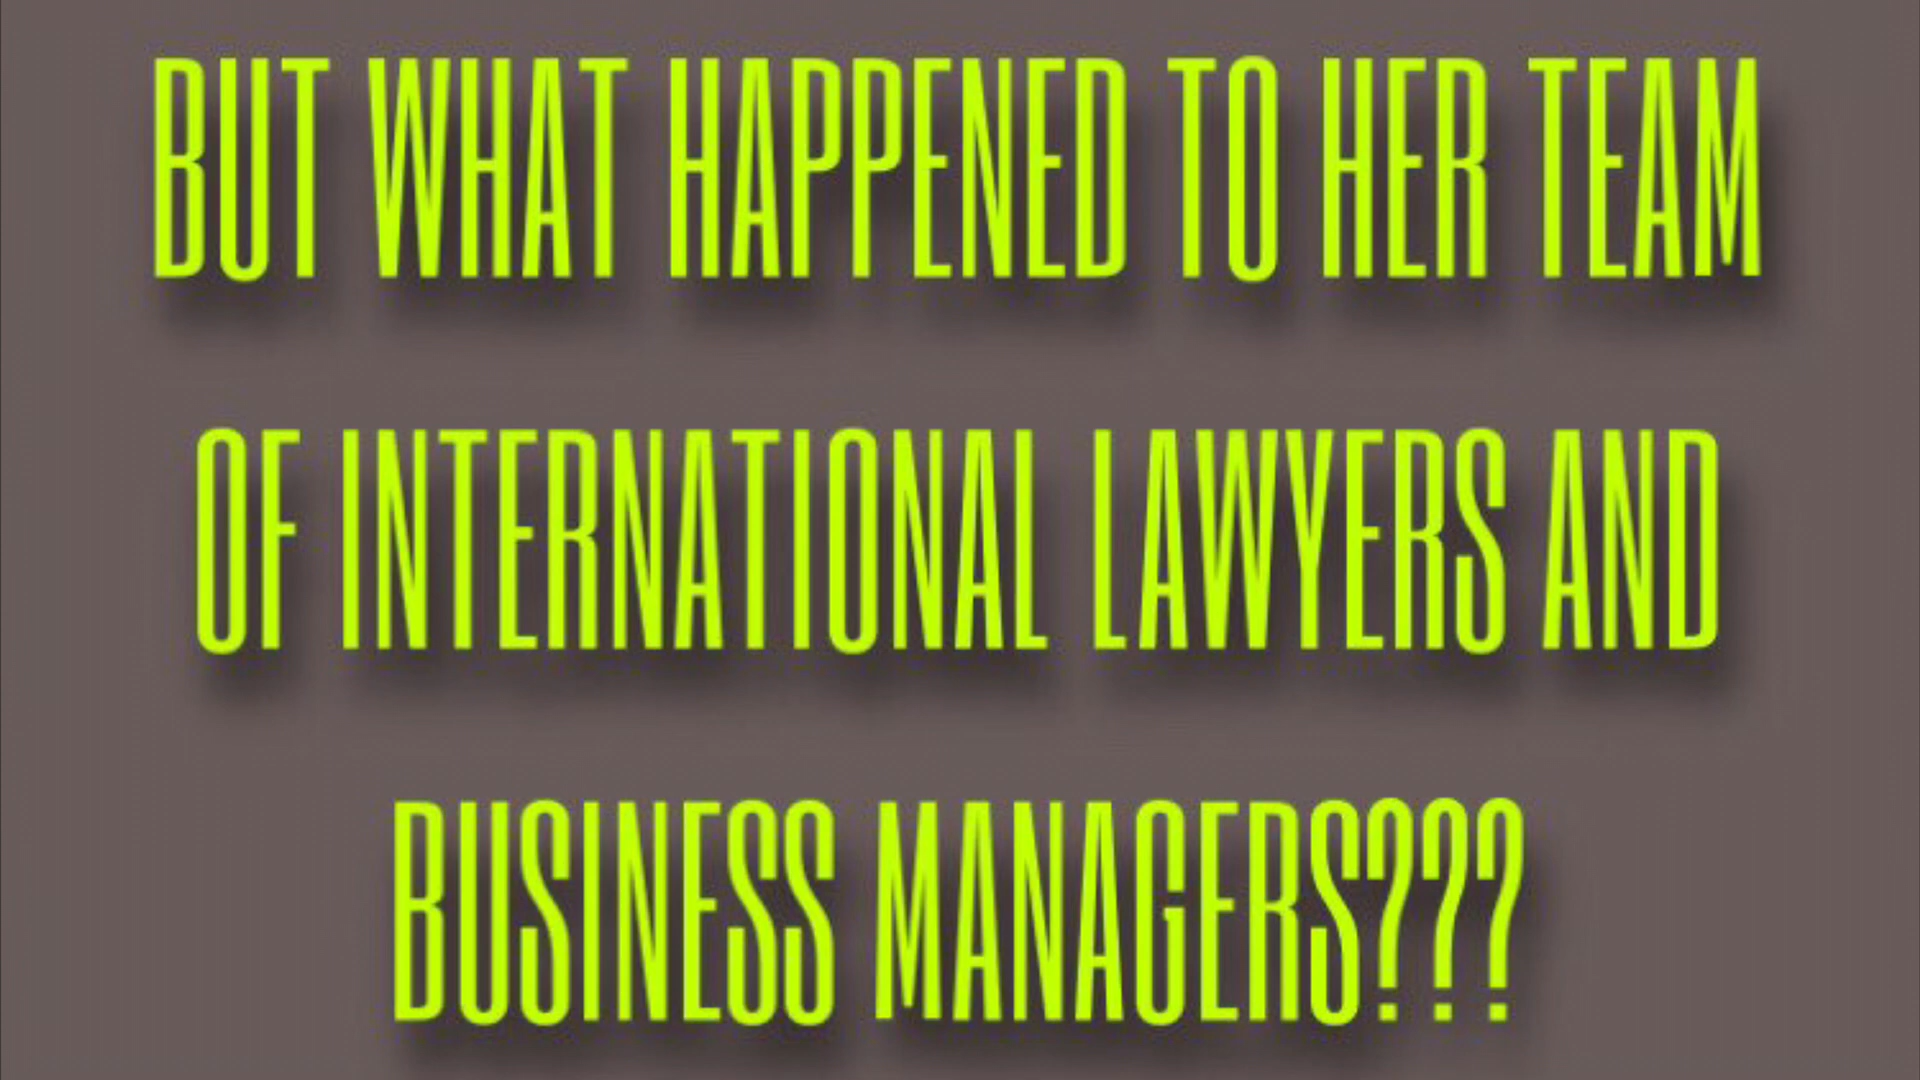 BUT WHAT HAPPENED TO HER TEAM
OF INTERNATIONAL LAWYERS AND
BUSINESS MANAGERS???